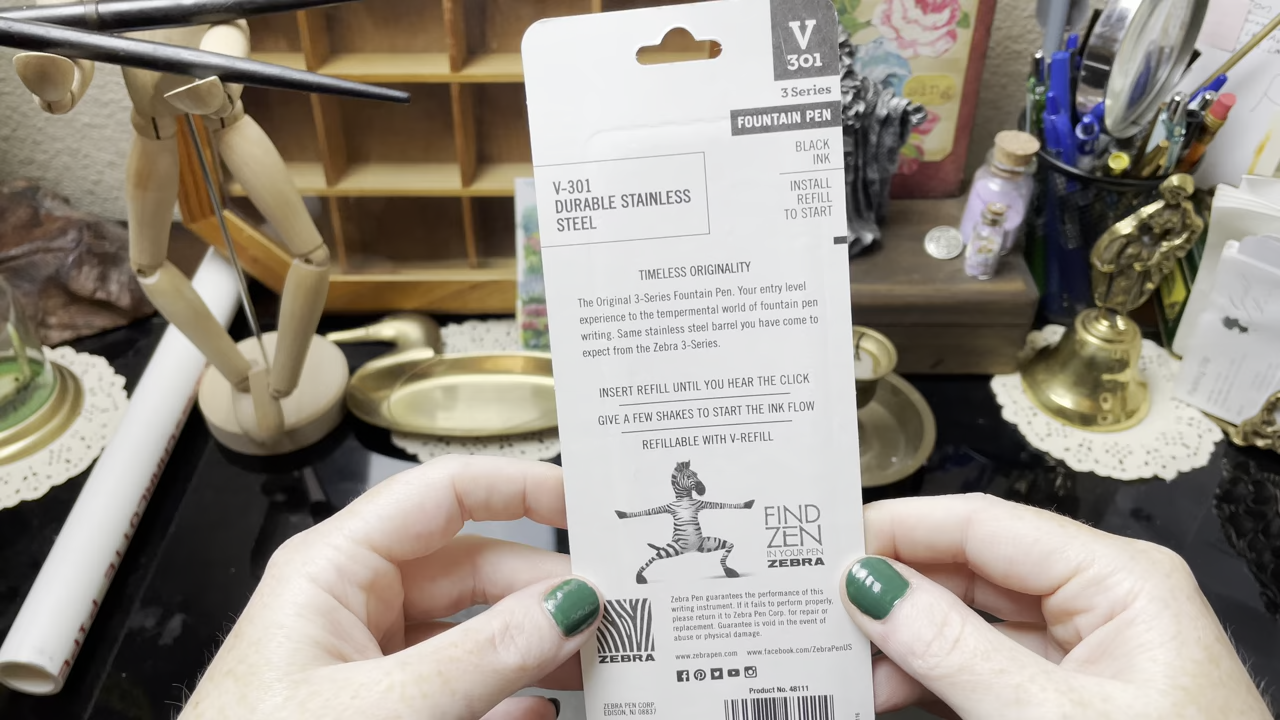 V
301
3 Series
FOUNTAIN PEN
BLACK
INK
INSTALL
REFILL
TO START
V-301
DURABLE STAINLESS
STEEL
TIMELESS ORIGINALITY
The Original 3-Series Fountain Pen. Your entry level
experience to the tempermental world of fountain pen
writing. Same stainless steel barrel you have come to
expect from the Zebra 3-Series.
INSERT REFILL UNTIL YOU HEAR THE CLICK
GIVE A FEW SHAKES TO START THE INK FLOW
REFILLABLE WITH V-REFILL
FIND
ZEN
IN YOUR PEN
ZEBRA
Zebra Pen guarantees the performance of this
writing instrument. If it fails to perform properly,
please return it to Zebra Pen Corp. for repair or
replacement. Guarantee is void in the event of
abuse or physical damage.
ZEBRA
www.zebrapen.com www.facebook.com/ZebraPenUS
Product No. 48111
ZEBRA PEN CORP.
EDISON, NJ 08837